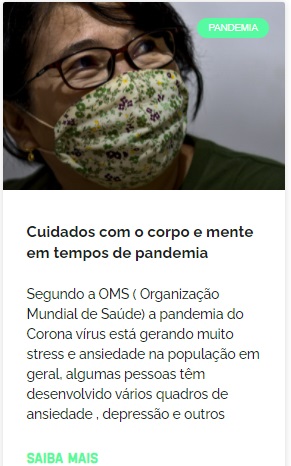 PANDEMIA
Cuidados com o corpo e mente
em tempos de pandemia
Segundo a OMS ( Organização
Mundial de Saúde) a pandemia do
Corona vírus está gerando muito
stress e ansiedade na população em
geral, algumas pessoas têm
desenvolvido vários quadros de
ansiedade , depressão e outros
SAIBA MAIS